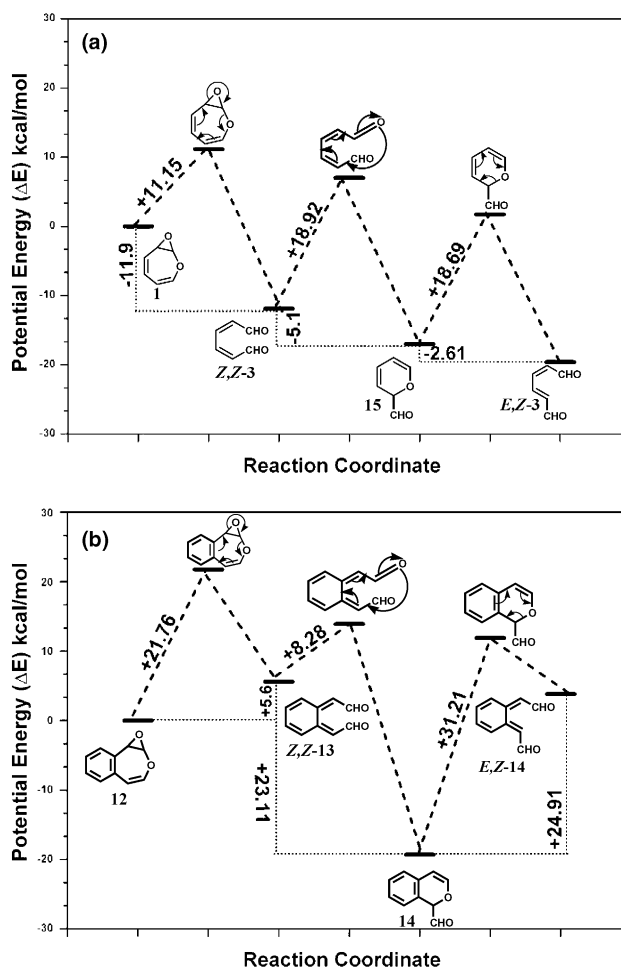 (a)
Potential Energy (ΔE) kcal/mol
30
20
10
0
-10
-20
-30
+11.15
-11.9
+18.92
-5.1
+18.69
-2.61
O
O
O
CHO
O
CHO
O
O
1
CHO
CHO
Z,Z-3
O
CHO
15
CHO
CHO
E,Z-3
Reaction Coordinate
(b)
Potential Energy (ΔE) kcal/mol
30
20
10
0
-10
-20
-30
O
O
O
CHO
O
CHO
+21.76
+8.28
+5.6
+31.21
+23.11
+24.91
O
O
12
CHO
CHO
Z,Z-13
CHO
CHO
E,Z-14
O
14
CHO
Reaction Coordinate